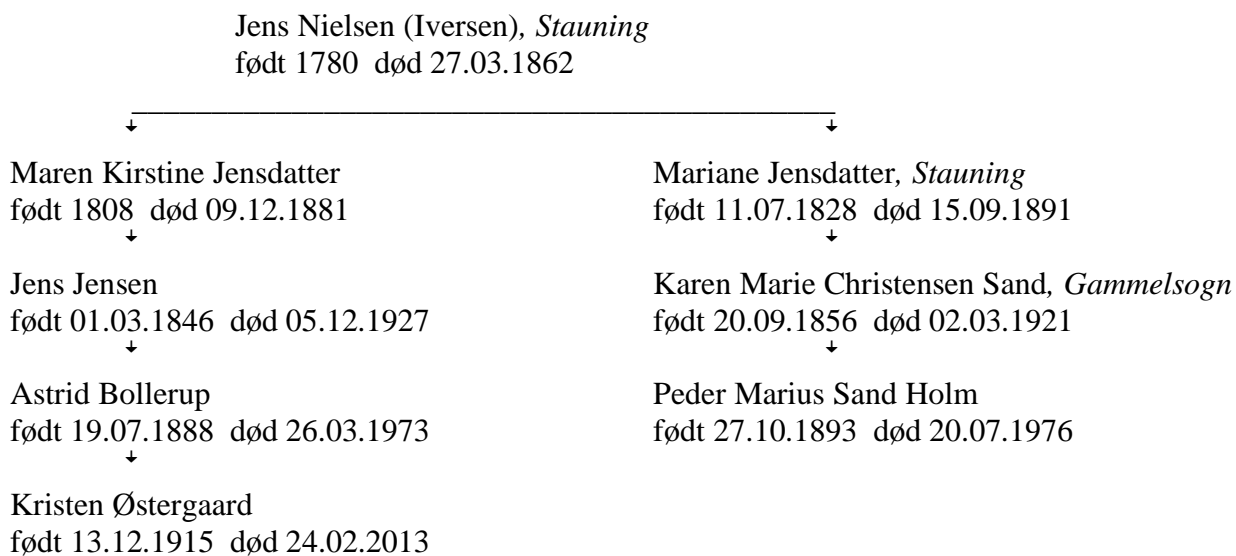 Jens Nielsen (Iversen), Stauning
født 1780 død 27.03.1862
Maren Kirstine Jensdatter
født 1808 død 09.12.1881
Jens Jensen
født 01.03.1846 død 05.12.1927
Astrid Bollerup
født 19.07.1888 død 26.03.1973
Kristen Østergaard
født 13.12.1915 død 24.02.2013
Mariane Jensdatter, Stauning
født 11.07.1828 død 15.09.1891
Karen Marie Christensen Sand, Gammelsogn
født 20.09.1856 død 02.03.1921
Peder Marius Sand Holm
født 27.10.1893 død 20.07.1976